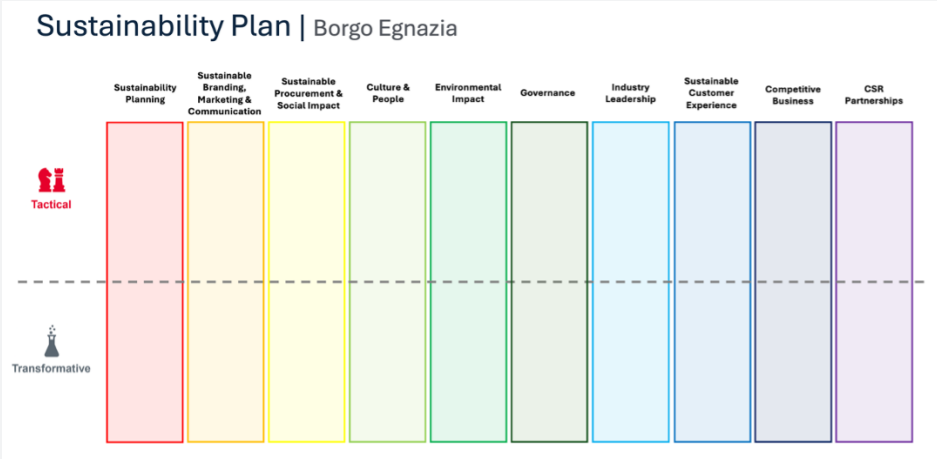 Sustainability Plan | Borgo Egnazia
Sustainability
Planning
Sustainable
Branding,
Marketing &
Communication
Sustainable
Procurement &
Social Impact
Culture &
People
Environmental
Impact
Governance
Industry
Leadership
Sustainable
Customer
Experience
Competitive
Business
CSR
Partnerships
Tactical
Transformative